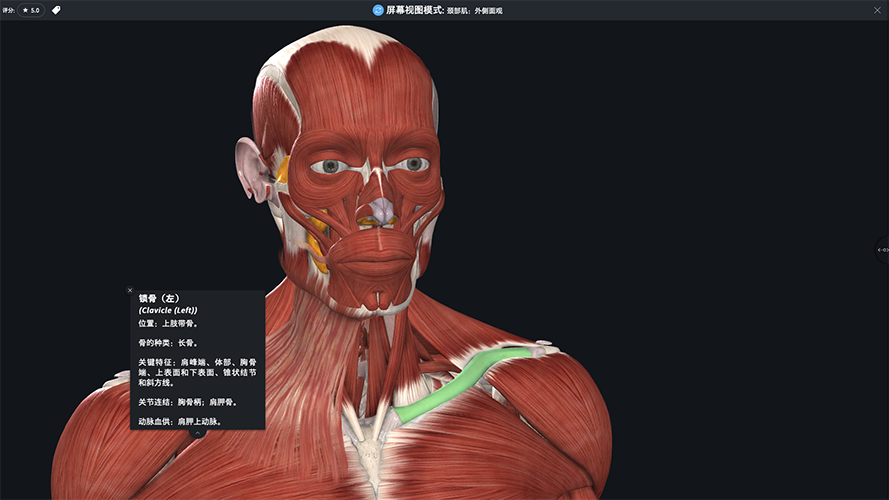 评分: ★ 5.0
屏幕视图模式: 颈部肌：外侧面观
锁骨（左）
(Clavicle (Left))
位置：上肢带骨。
骨的种类：长骨。
关键特征：肩峰端、体部、胸骨
端、上表面和下表面、锥状结节
和斜方线。
关节连结：胸骨柄；肩胛骨。
动脉血供：肩胛上动脉。